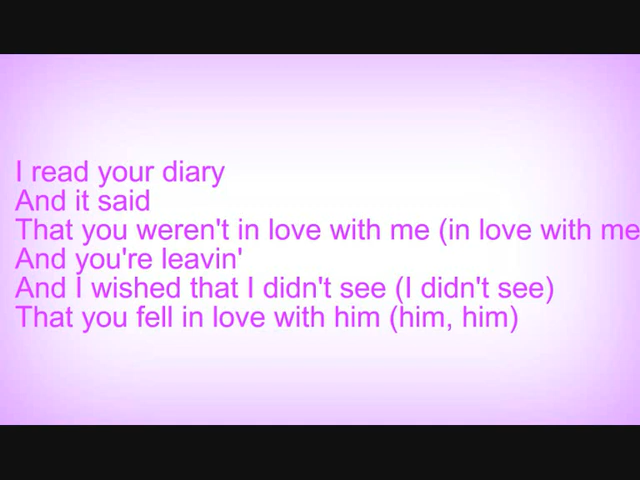 I read your diary
And it said
That you weren't in love with me (in love with me
And you're leavin'
And I wished that I didn't see (I didn't see)
That you fell in love with him (him, him)